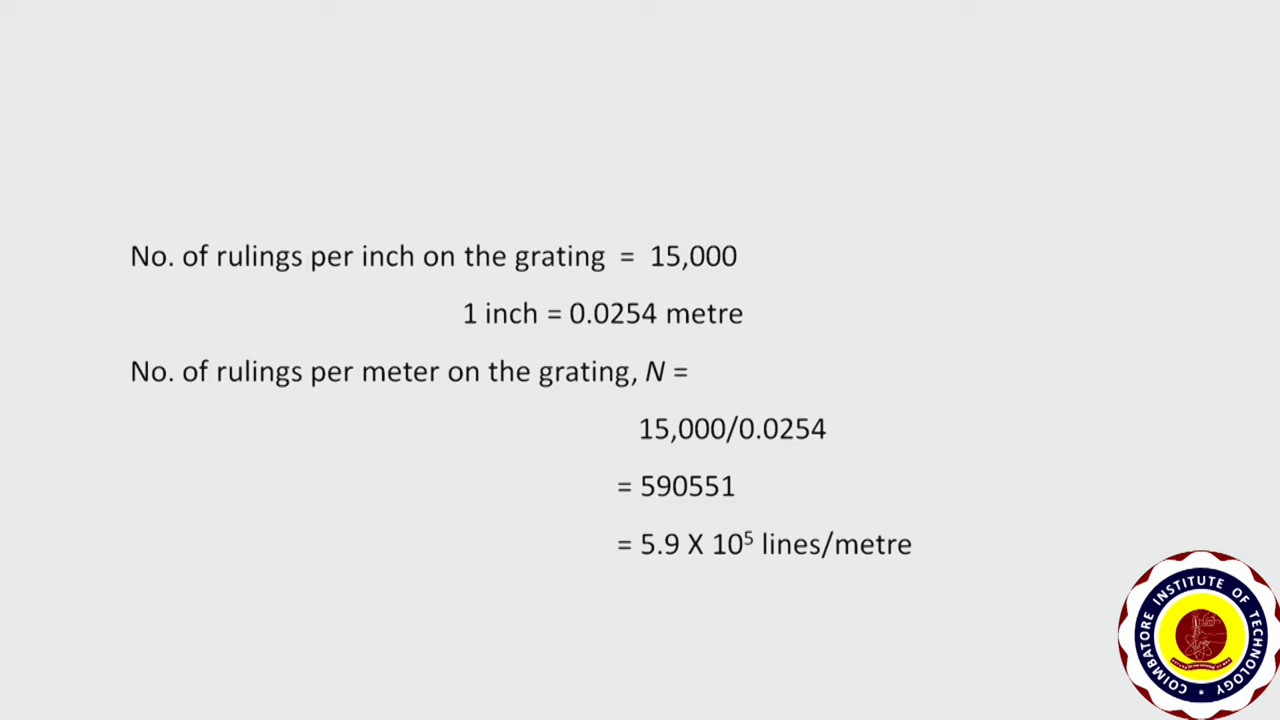 No. of rulings per inch on the grating = 15,000
1 inch = 0.0254 metre
No. of rulings per meter on the grating, N =
15,000/0.0254
= 590551
= 5.9 X 10⁵ lines/metre
COIMBATORE INSTITUTE OF TECHNOLOGY